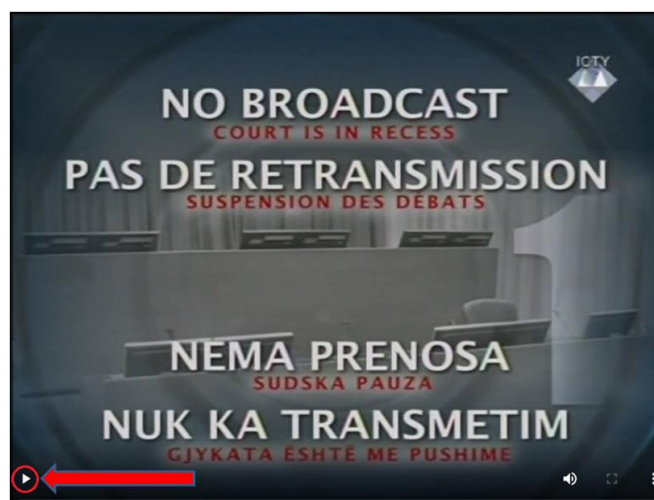 ICTY
NO BROADCAST
COURT IS IN RECESS
PAS DE RETRANSMISSION
SUSPENSION DES DÉBATS
NEMA PRENOSA
SUDSKA PAUZA
NUK KA TRANSMETIM
GJYKATA ËSHTË ME PUSHIME